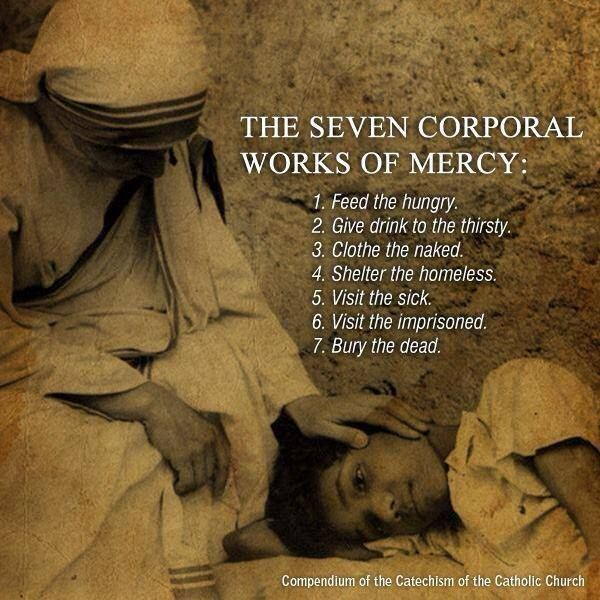 THE SEVEN CORPORAL
WORKS OF MERCY:
1. Feed the hungry.
2. Give drink to the thirsty.
3. Clothe the naked.
4. Shelter the homeless.
5. Visit the sick.
6. Visit the imprisoned.
7. Bury the dead.
Compendium of the Catechism of the Catholic Church